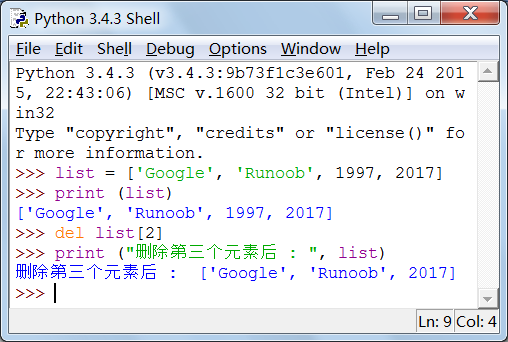 Python 3.4.3 Shell
File Edit Shell Debug Options Window Help
Python 3.4.3 (v3.4.3:9b73f1c3e601, Feb 24 201
5, 22:43:06) [MSC v.1600 32 bit (Intel)] on w
in32
Type "copyright", "credits" or "license()" fo
r more information.
>>> list = ['Google', 'Runoob', 1997, 2017]
>>> print (list)
['Google', 'Runoob', 1997, 2017]
>>> del list[2]
>>> print ("删除第三个元素后 : ", list)
删除第三个元素后 :  ['Google', 'Runoob', 2017]
>>>
Ln: 9 Col: 4